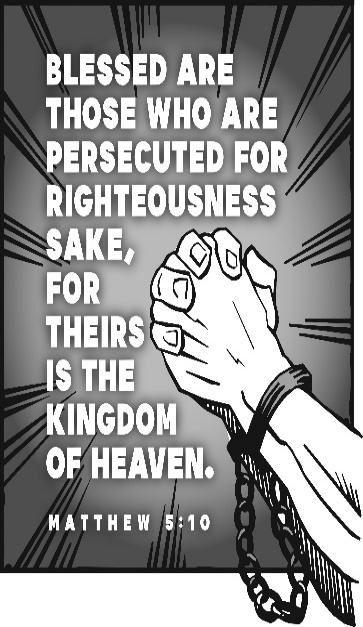 BLESSED ARE
THOSE WHO ARE
PERSECUTED FOR
RIGHTEOUSNESS
SAKE,
FOR
THEIRS
IS THE
KINGDOM
OF HEAVEN.
MATTHEW 5:10